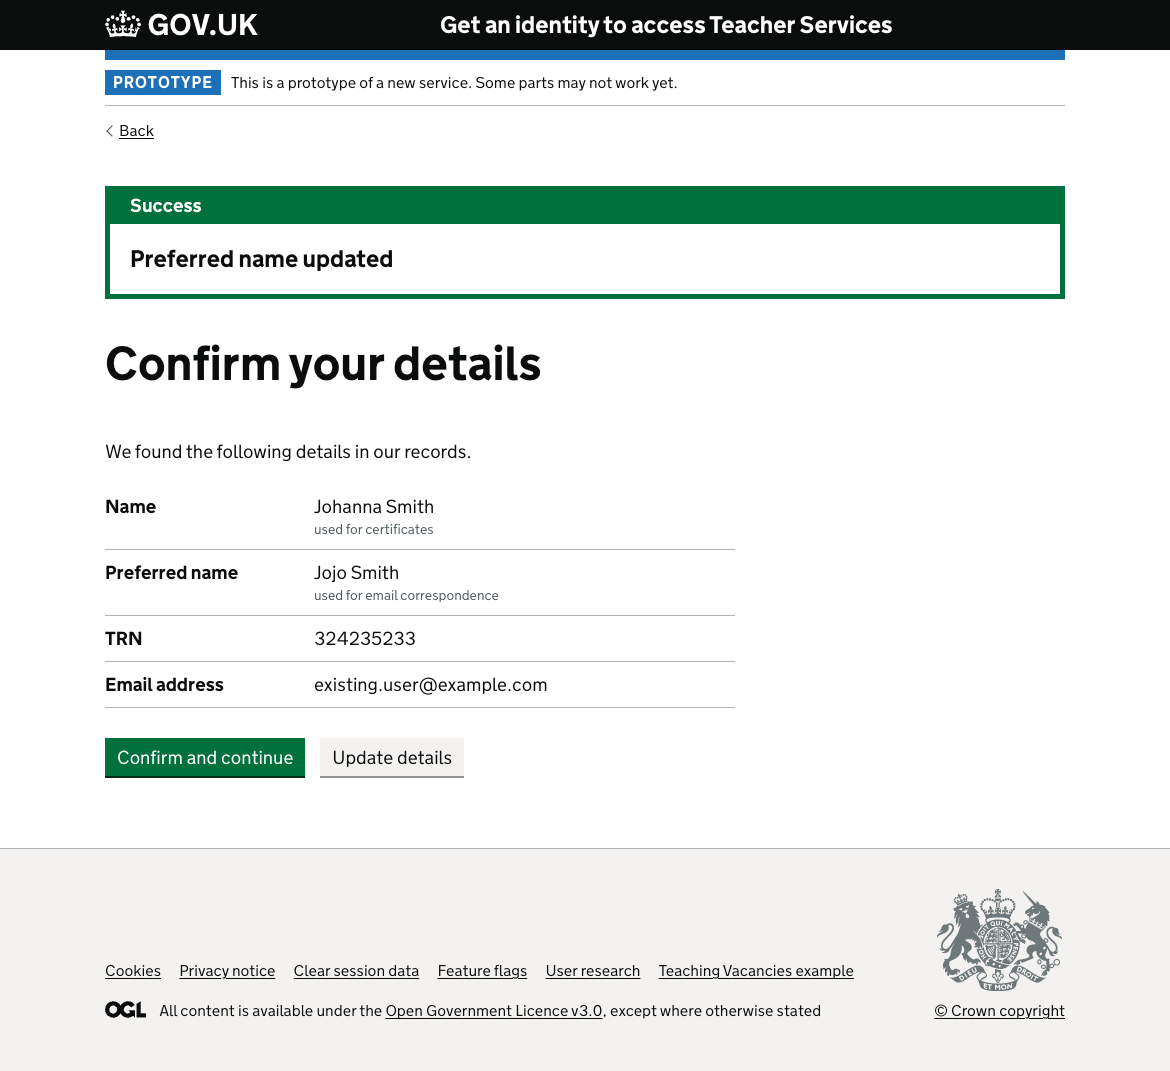 GOV.UK
Get an identity to access Teacher Services
PROTOTYPE This is a prototype of a new service. Some parts may not work yet.
Back
Success
Preferred name updated
Confirm your details
We found the following details in our records.
Name Johanna Smith
used for certificates
Preferred name Jojo Smith
used for email correspondence
TRN 324235233
Email address existing.user@example.com
Confirm and continue Update details
Cookies Privacy notice Clear session data Feature flags User research Teaching Vacancies example
OGL All content is available under the Open Government Licence v3.0, except where otherwise stated
DIEU ET MON DROIT
© Crown copyright